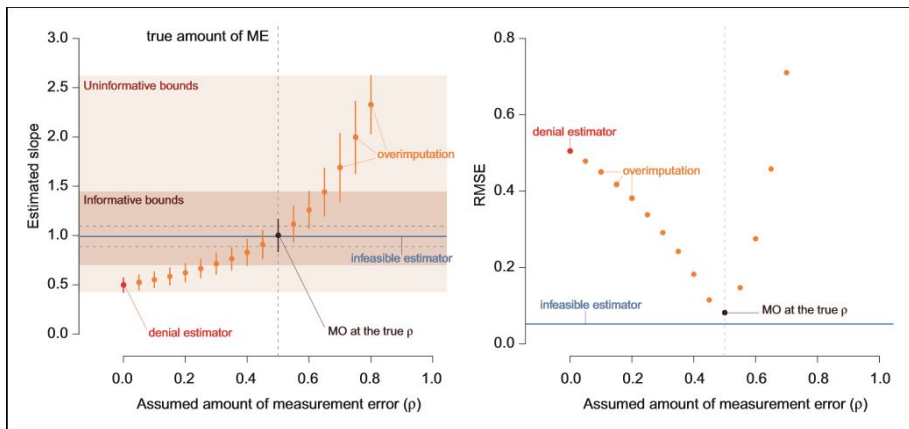 true amount of ME
3.0
2.5
2.0
1.5
1.0
0.5
0.0
Estimated slope
Uninformative bounds
overimputation
Informative bounds
infeasible estimator
denial estimator
MO at the true ρ
0.0 0.2 0.4 0.6 0.8 1.0
Assumed amount of measurement error (ρ)
0.8
0.6
0.4
0.2
0.0
RMSE
denial estimator
overimputation
infeasible estimator
MO at the true ρ
0.0 0.2 0.4 0.6 0.8 1.0
Assumed amount of measurement error (ρ)